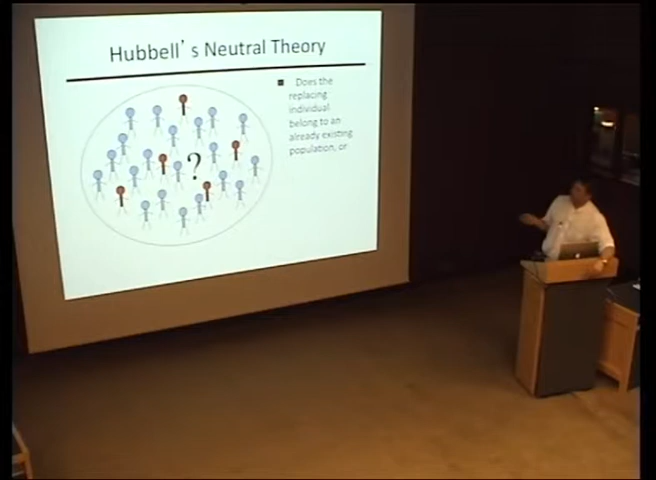 Hubbell's Neutral Theory
Does the
replacing
individual
belong to an
already existing
population, or
?